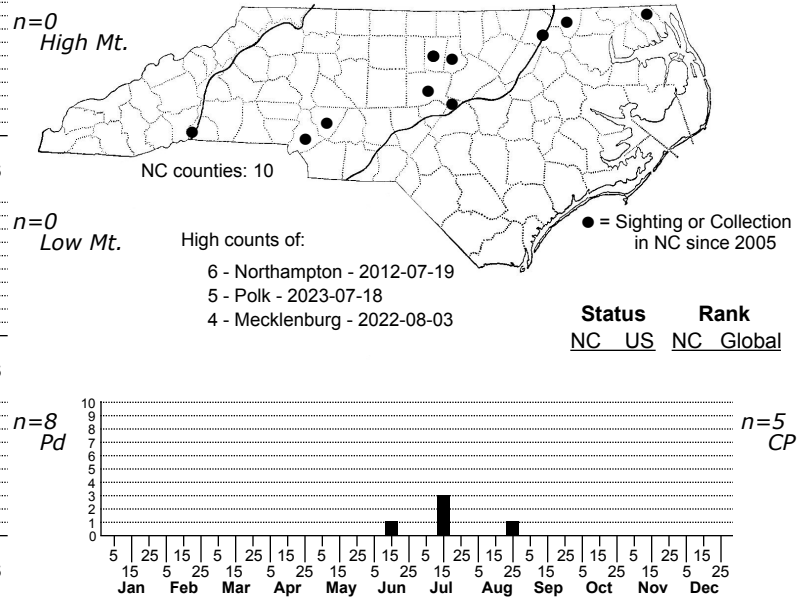 n=0
High Mt.
NC counties: 10
n=0
Low Mt.
● = Sighting or Collection
in NC since 2005
High counts of:
6 - Northampton - 2012-07-19
5 - Polk - 2023-07-18
4 - Mecklenburg - 2022-08-03
Status Rank
NC US NC Global
n=8
Pd
n=5
CP
10
9
8
7
6
5
4
3
2
1
0
5 25 15 5 25 15 5 25 15 5 25 15 5 25 15 5 25 15
15 5 25 15 5 25 15 5 25 15 5 25 15 5 25 15 5 25
Jan Feb Mar Apr May Jun Jul Aug Sep Oct Nov Dec